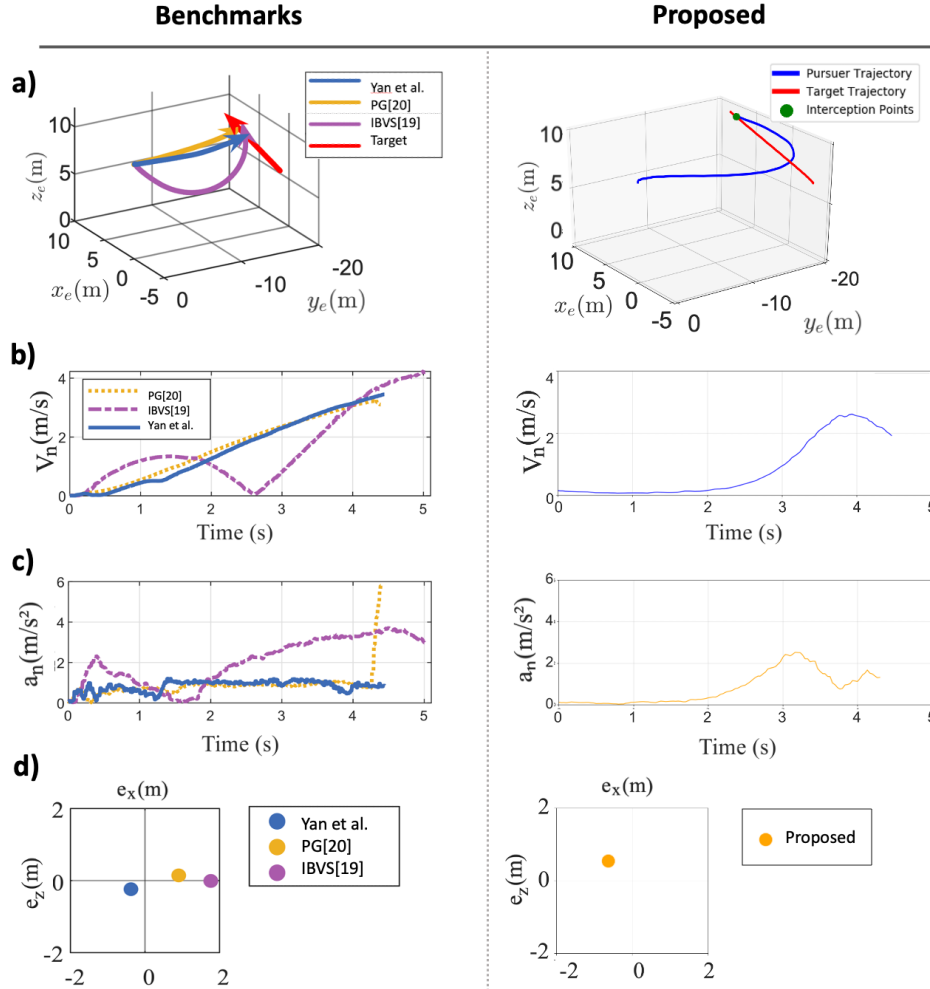 Benchmarks
Proposed
a)
Yan et al.
PG[20]
IBVS[19]
Target
10
5
0
z_e(m)
10
5
0
-5
x_e(m)
0
-10
-20
y_e(m)
Pursuer Trajectory
Target Trajectory
Interception Points
10
5
0
z_e(m)
10
5
0
-5
x_e(m)
0
-10
-20
y_e(m)
b)
PG[20]
IBVS[19]
Yan et al.
4
2
0
V_n(m/s)
0 1 2 3 4 5
Time (s)
4
2
0
V_n(m/s)
0 1 2 3 4 5
Time (s)
c)
6
4
2
0
a_n(m/s²)
0 1 2 3 4 5
Time (s)
6
4
2
0
a_n(m/s²)
0 1 2 3 4 5
Time (s)
d)
e_x(m)
2
0
-2
e_z(m)
-2 0 2
Yan et al.
PG[20]
IBVS[19]
e_x(m)
2
0
-2
e_z(m)
-2 0 2
Proposed